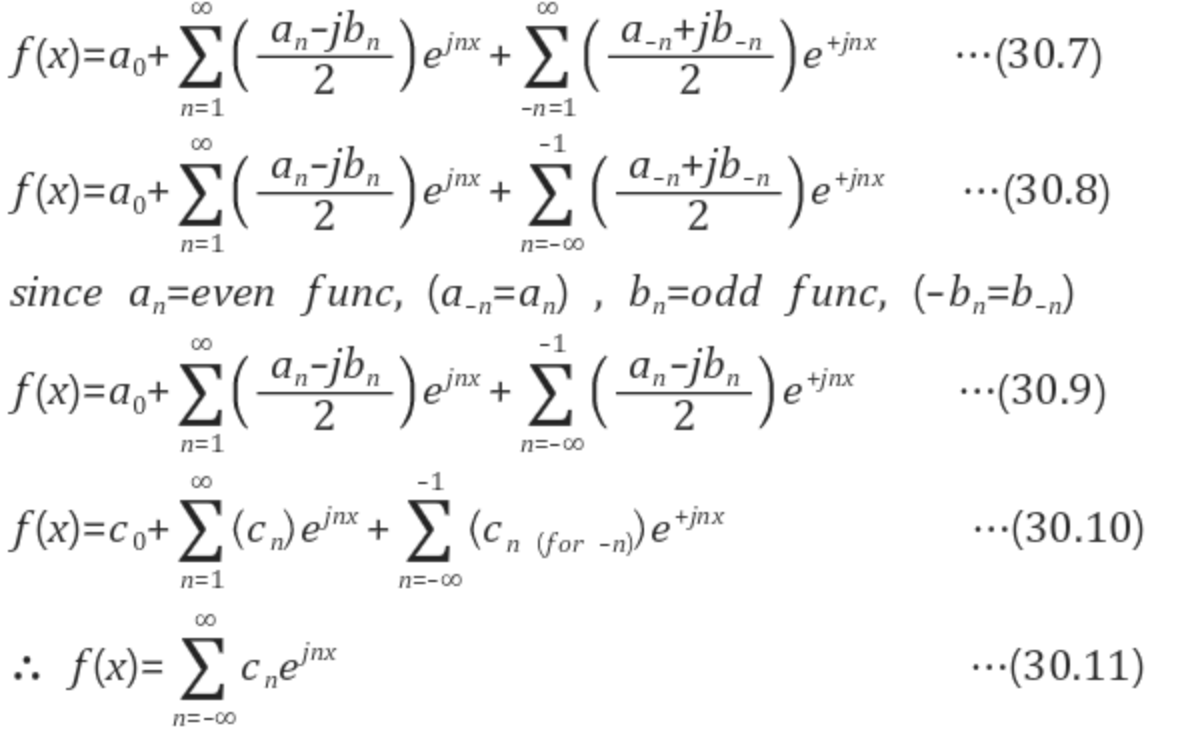 f(x)=a₀+ ∑_{n=1}^{∞} ( (aₙ–jbₙ)/2 ) e^{jnx} + ∑_{–n=1}^{∞} ( (a₋ₙ+jb₋ₙ)/2 ) e^{+jnx} ⋯(30.7)
f(x)=a₀+ ∑_{n=1}^{∞} ( (aₙ–jbₙ)/2 ) e^{jnx} + ∑_{n=–∞}^{–1} ( (a₋ₙ+jb₋ₙ)/2 ) e^{+jnx} ⋯(30.8)
since aₙ=even func, (a₋ₙ=aₙ) , bₙ=odd func, (–bₙ=b₋ₙ)
f(x)=a₀+ ∑_{n=1}^{∞} ( (aₙ–jbₙ)/2 ) e^{jnx} + ∑_{n=–∞}^{–1} ( (aₙ–jbₙ)/2 ) e^{+jnx} ⋯(30.9)
f(x)=c₀+ ∑_{n=1}^{∞} (cₙ) e^{jnx} + ∑_{n=–∞}^{–1} (c_{n (for –n)}) e^{+jnx} ⋯(30.10)
∴ f(x)= ∑_{n=–∞}^{∞} cₙe^{jnx} ⋯(30.11)